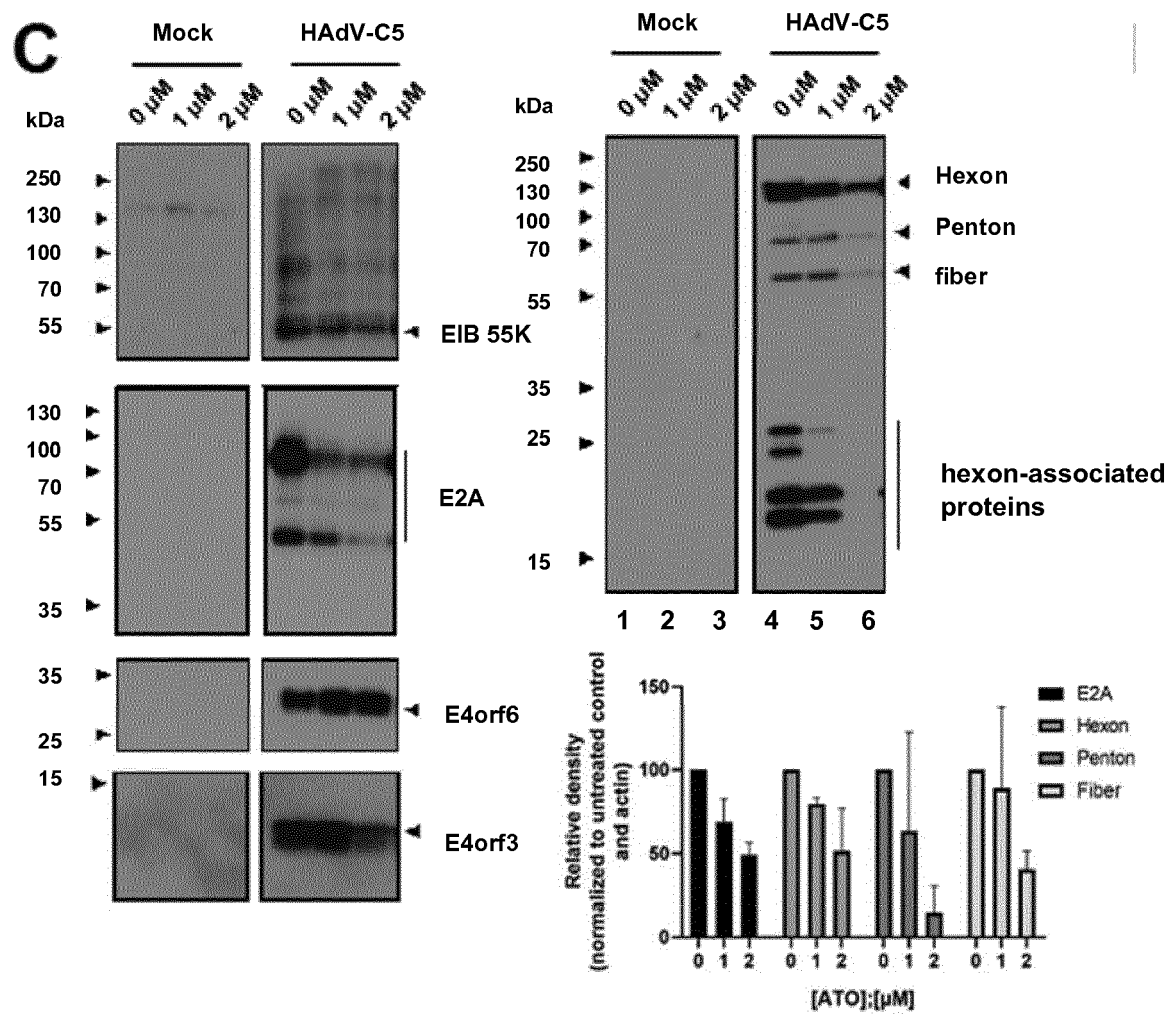 C
Mock
HAdV-C5
0 μM
1 μM
2 μM
0 μM
1 μM
2 μM
kDa
250
130
100
70
55
EIB 55K
130
100
70
55
35
E2A
35
25
E4orf6
15
E4orf3
Mock
HAdV-C5
0 μM
1 μM
2 μM
0 μM
1 μM
2 μM
kDa
250
130
100
70
55
35
25
15
Hexon
Penton
fiber
hexon-associated
proteins
1 2 3 4 5 6
Relative density
(normalized to untreated control
and actin)
150
100
50
0
E2A
Hexon
Penton
Fiber
0 1 2 0 1 2 0 1 2 0 1 2
[ATO];[μM]